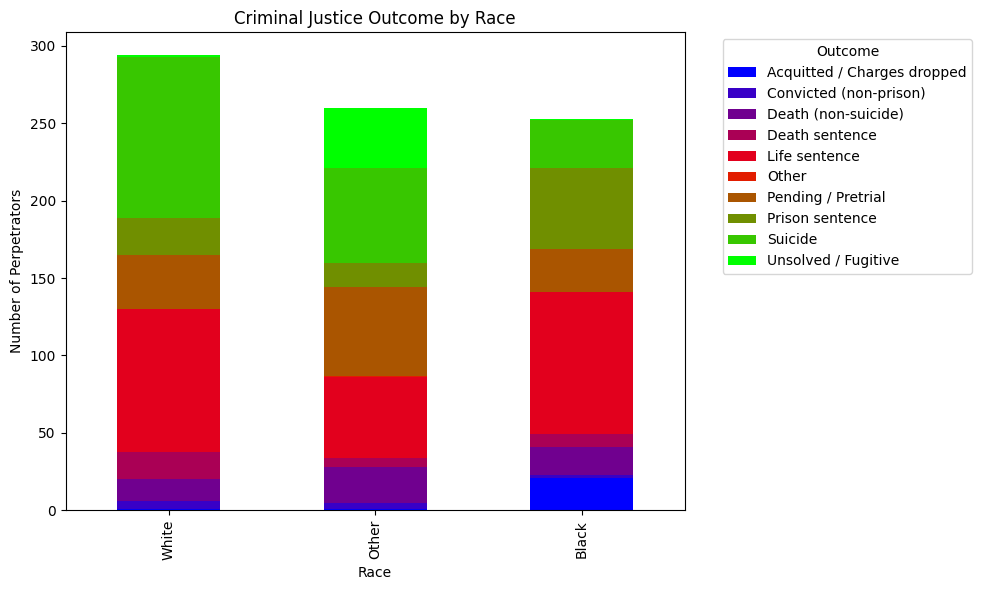 Criminal Justice Outcome by Race
Number of Perpetrators
300
250
200
150
100
50
0
White
Other
Black
Race
Outcome
Acquitted / Charges dropped
Convicted (non-prison)
Death (non-suicide)
Death sentence
Life sentence
Other
Pending / Pretrial
Prison sentence
Suicide
Unsolved / Fugitive